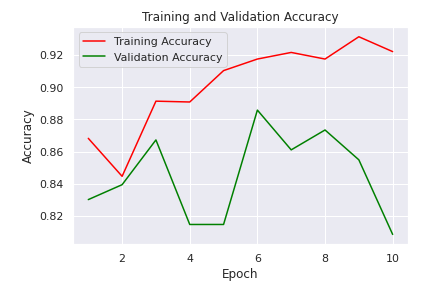 Training and Validation Accuracy
Training Accuracy
Validation Accuracy
Accuracy
0.92
0.90
0.88
0.86
0.84
0.82
2 4 6 8 10
Epoch